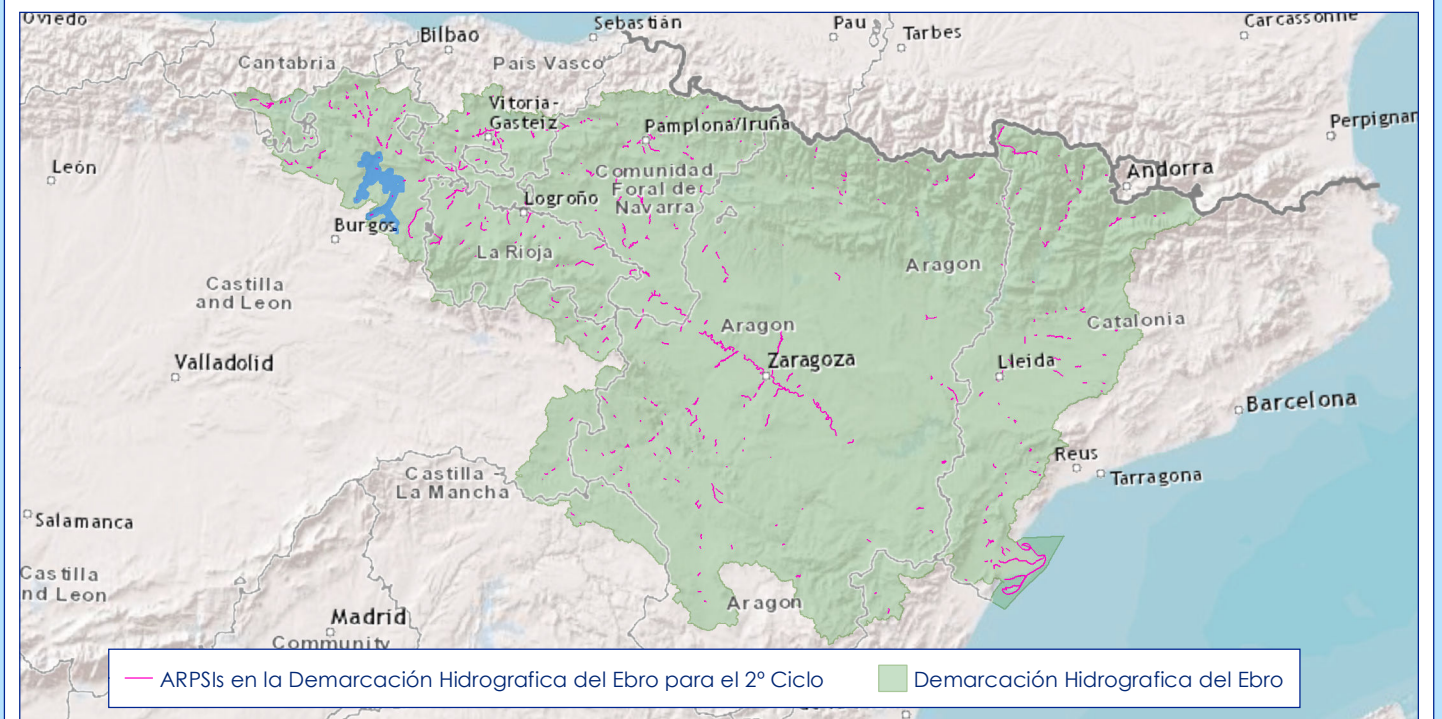 Oviedo
Sebastián
Pau
Tarbes
Carcassonne
Bilbao
Cantabria
País Vasco
Vitoria-
Gasteiz
Pamplona/Iruña
Perpignan
León
Comunidad
Foral de
Navarra
Andorra
Logroño
Burgos
La Rioja
Aragon
Castilla
and Leon
Aragon
Catalonia
Valladolid
Zaragoza
Lleida
Barcelona
Reus
Castilla -
La Mancha
Tarragona
Salamanca
Castilla
nd Leon
Aragon
Madrid
Community
ARPSIs en la Demarcación Hidrografica del Ebro para el 2º Ciclo
Demarcación Hidrografica del Ebro